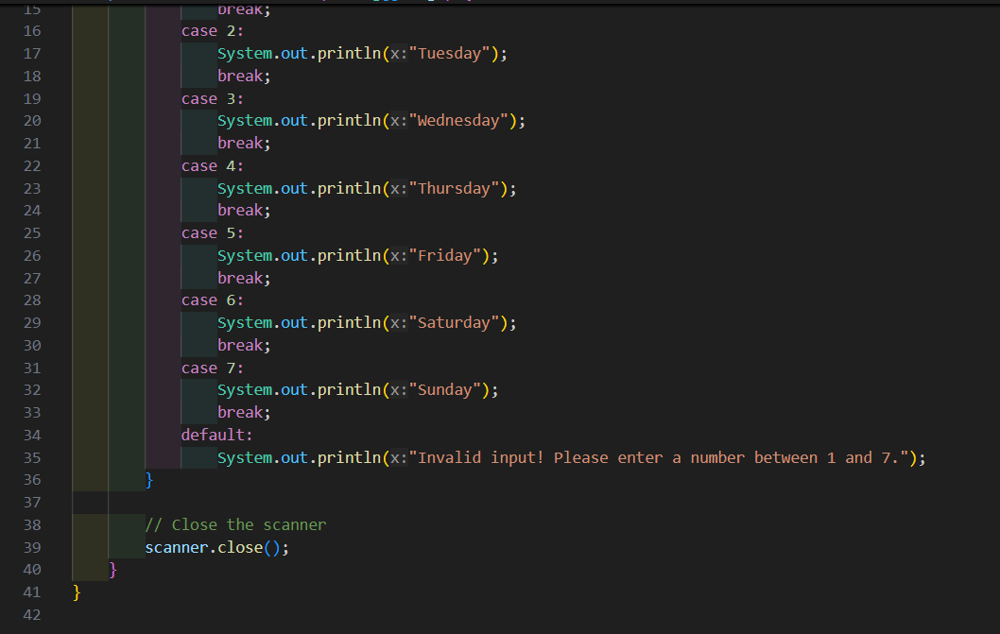 15 break;
16 case 2:
17 System.out.println(x:"Tuesday");
18 break;
19 case 3:
20 System.out.println(x:"Wednesday");
21 break;
22 case 4:
23 System.out.println(x:"Thursday");
24 break;
25 case 5:
26 System.out.println(x:"Friday");
27 break;
28 case 6:
29 System.out.println(x:"Saturday");
30 break;
31 case 7:
32 System.out.println(x:"Sunday");
33 break;
34 default:
35 System.out.println(x:"Invalid input! Please enter a number between 1 and 7.");
36 }
37
38 // Close the scanner
39 scanner.close();
40 }
41 }
42